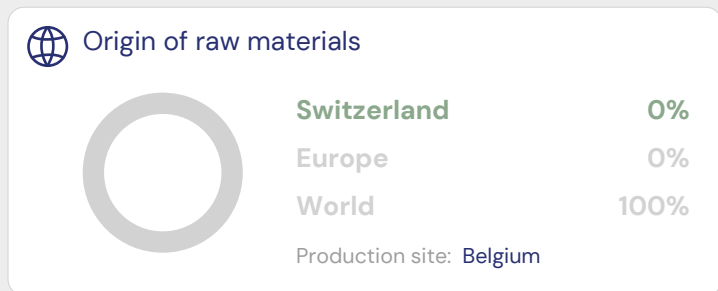 Origin of raw materials
Switzerland 0%
Europe 0%
World 100%
Production site: Belgium